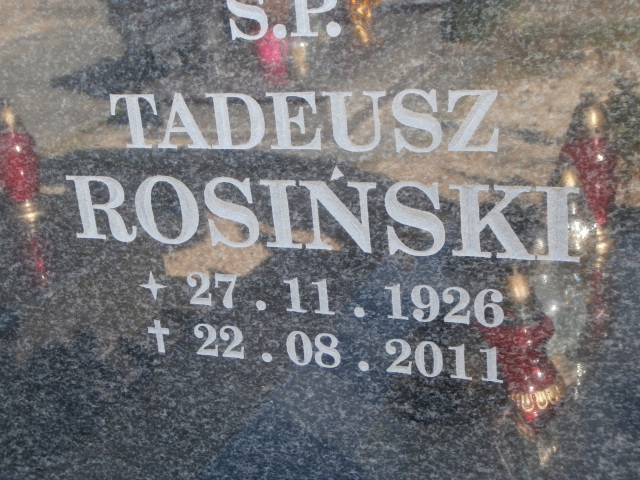 Ś.P.
TADEUSZ
ROSIŃSKI
✦ 27.11.1926
✝ 22.08.2011